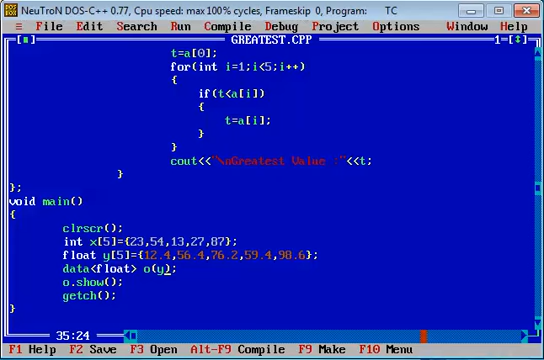 NeuTroN DOS-C++ 0.77, Cpu speed: max 100% cycles, Frameskip 0, Program: TC
≡ File Edit Search Run Compile Debug Project Options Window Help
[■] GREATEST.CPP 1=[↕]
t=a[0];
for(int i=1;i<5;i++)
{
if(t<a[i])
{
t=a[i];
}
}
cout<<"\nGreatest Value :"<<t;
}
};
void main()
{
clrscr();
int x[5]={23,54,13,27,87};
float y[5]={12.4,56.4,76.2,59.4,98.6};
data<float> o(y);
o.show();
getch();
}
35:24
F1 Help F2 Save F3 Open Alt-F9 Compile F9 Make F10 Menu